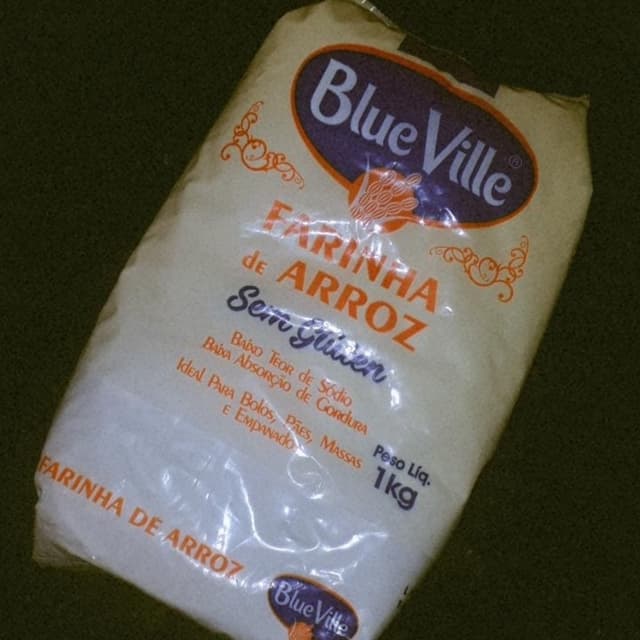 Blue Ville ®
FARINHA
DE ARROZ
Sem Glúten
Baixo Teor de Sódio
Baixa Absorção de Gordura
Ideal Para Bolos, Pães, Massas
e Empanados
Peso Líq.
1kg
FARINHA DE ARROZ
Blue Ville